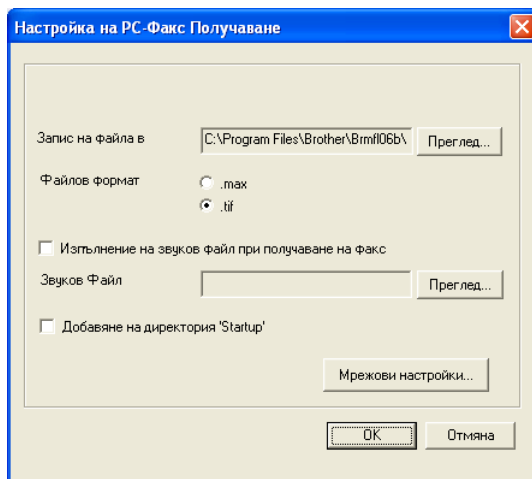 Настройка на PC-Факс Получаване
Запис на файла в C:\Program Files\Brother\Brmfl06b\ Преглед...
Файлов формат .max
.tif
Изпълнение на звуков файл при получаване на факс
Звуков Файл Преглед...
Добавяне на директория 'Startup'
Мрежови настройки...
OK Отмяна